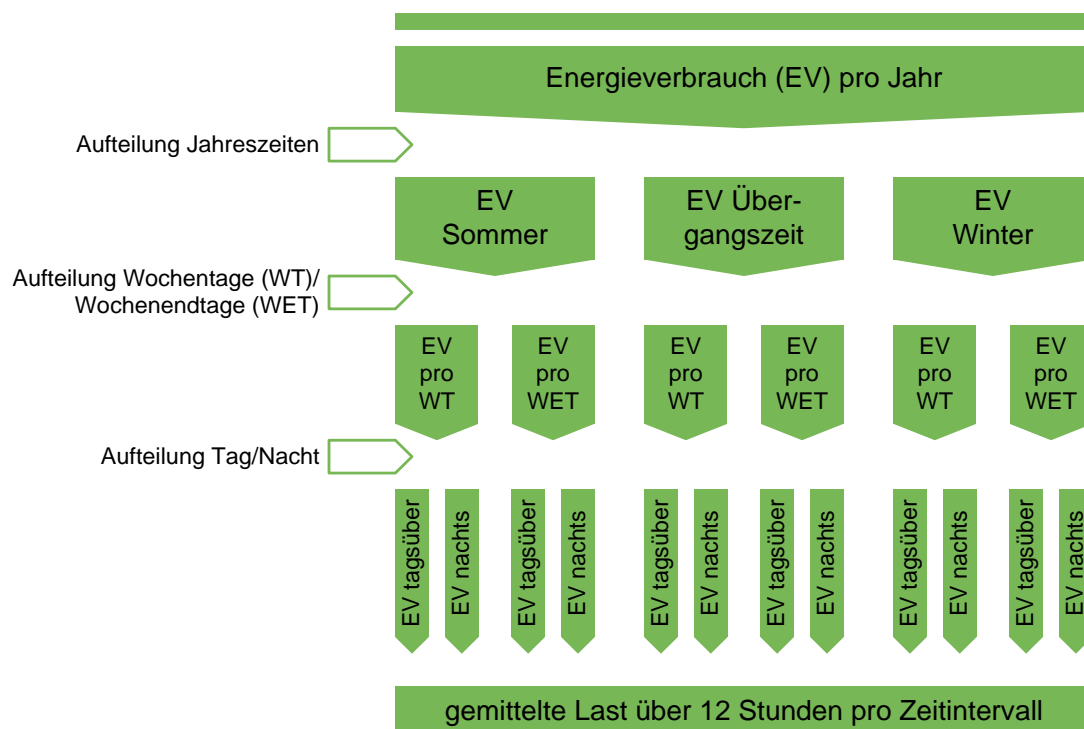 Energieverbrauch (EV) pro Jahr
Aufteilung Jahreszeiten
EV
Sommer
EV Über-
gangszeit
EV
Winter
Aufteilung Wochentage (WT)/
Wochenendtage (WET)
EV
pro
WT
EV
pro
WET
EV
pro
WT
EV
pro
WET
EV
pro
WT
EV
pro
WET
Aufteilung Tag/Nacht
EV tagsüber
EV nachts
EV tagsüber
EV nachts
EV tagsüber
EV nachts
EV tagsüber
EV nachts
EV tagsüber
EV nachts
EV tagsüber
EV nachts
gemittelte Last über 12 Stunden pro Zeitintervall